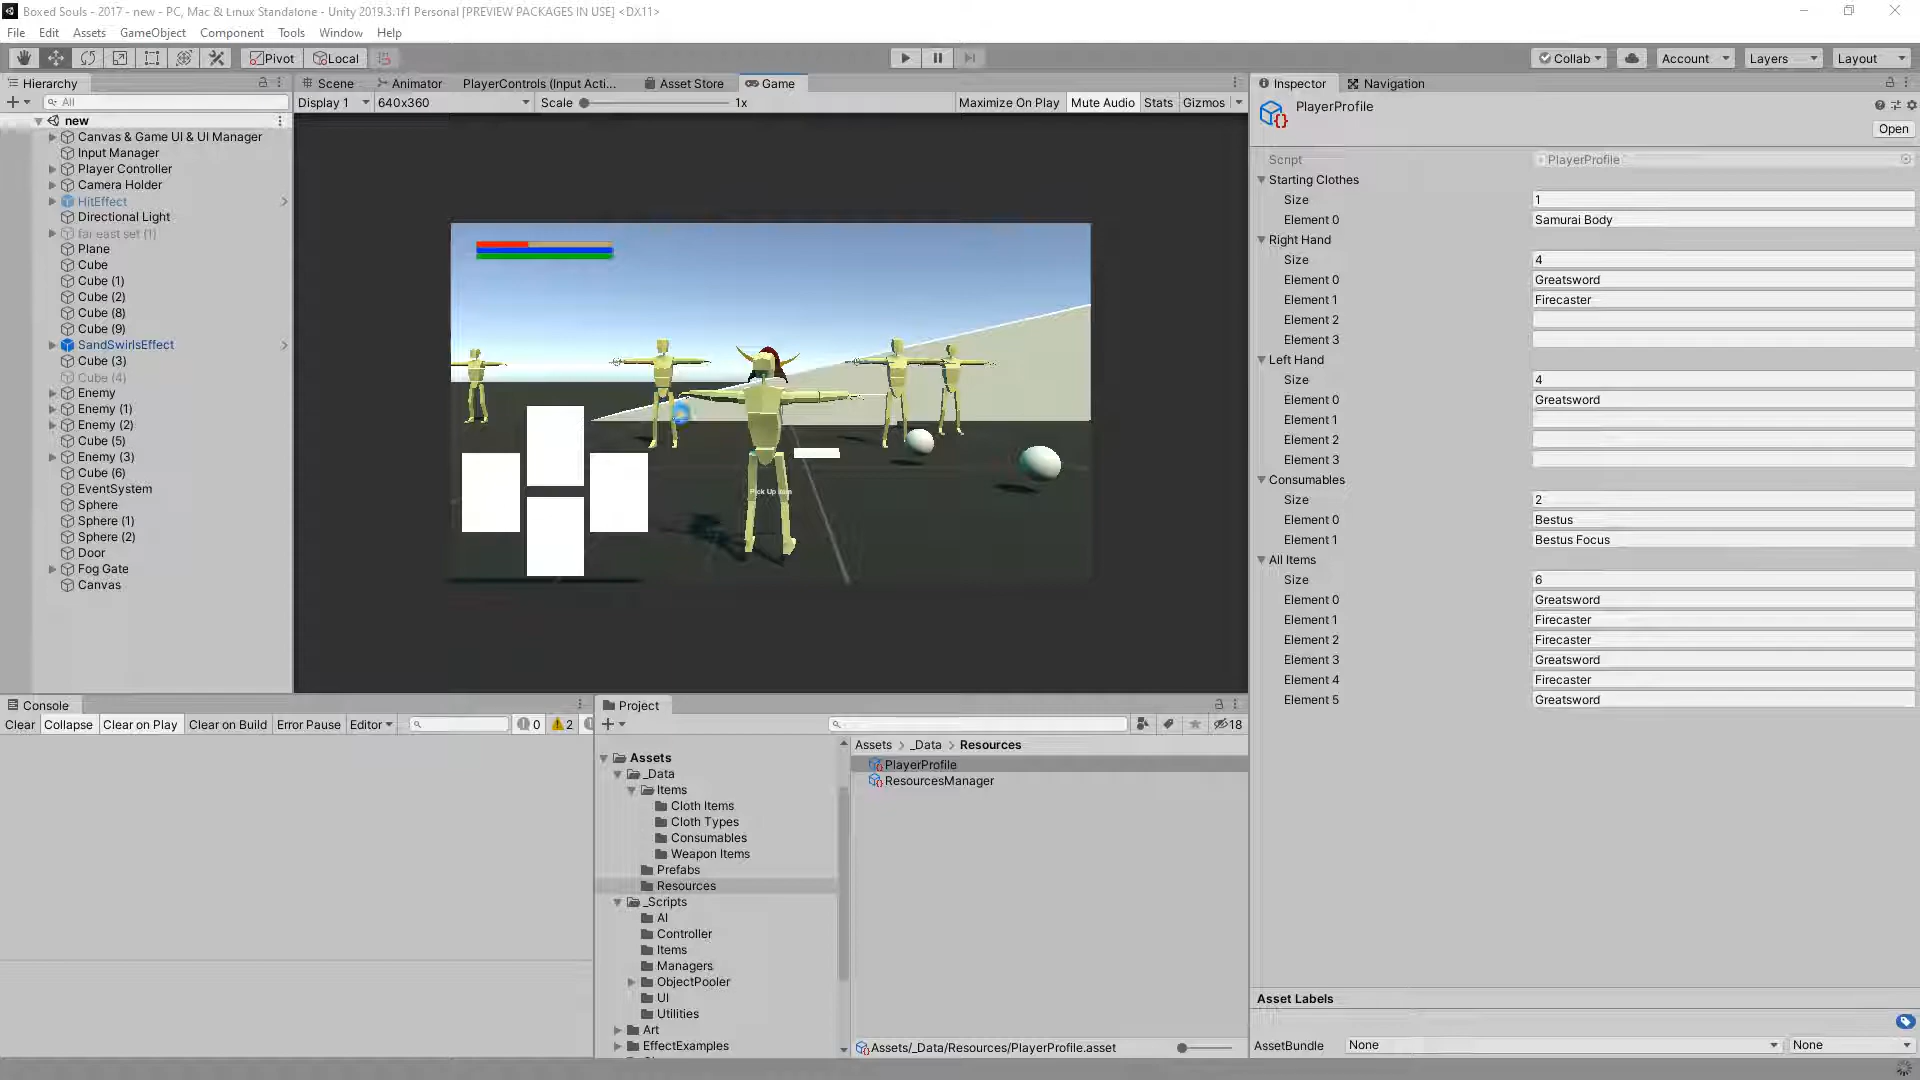 Boxed Souls - 2017 - new - PC, Mac & Linux Standalone - Unity 2019.3.1f1 Personal [PREVIEW PACKAGES IN USE] <DX11>
File Edit Assets GameObject Component Tools Window Help
Pivot Local Collab Account Layers Layout
Hierarchy
All
new
Canvas & Game UI & UI Manager
Input Manager
Player Controller
Camera Holder
HitEffect
Directional Light
far east set (1)
Plane
Cube
Cube (1)
Cube (2)
Cube (8)
Cube (9)
SandSwirlsEffect
Cube (3)
Cube (4)
Enemy
Enemy (1)
Enemy (2)
Cube (5)
Enemy (3)
Cube (6)
EventSystem
Sphere
Sphere (1)
Sphere (2)
Door
Fog Gate
Canvas
Scene Animator PlayerControls (Input Acti... Asset Store Game
Display 1 640x360 Scale 1x Maximize On Play Mute Audio Stats Gizmos
Inspector Navigation
PlayerProfile
Open
Script PlayerProfile
Starting Clothes
Size 1
Element 0 Samurai Body
Right Hand
Size 4
Element 0 Greatsword
Element 1 Firecaster
Element 2
Element 3
Left Hand
Size 4
Element 0 Greatsword
Element 1
Element 2
Element 3
Consumables
Size 2
Element 0 Bestus
Element 1 Bestus Focus
All Items
Size 6
Element 0 Greatsword
Element 1 Firecaster
Element 2 Firecaster
Element 3 Greatsword
Element 4 Firecaster
Element 5 Greatsword
Asset Labels
AssetBundle None None
Console
Clear Collapse Clear on Play Clear on Build Error Pause Editor 0 2
Project
18
Assets
_Data
Items
Cloth Items
Cloth Types
Consumables
Weapon Items
Prefabs
Resources
_Scripts
AI
Controller
Items
Managers
ObjectPooler
UI
Utilities
Art
EffectExamples
Assets > _Data > Resources
PlayerProfile
ResourcesManager
Assets/_Data/Resources/PlayerProfile.asset
Pick Up